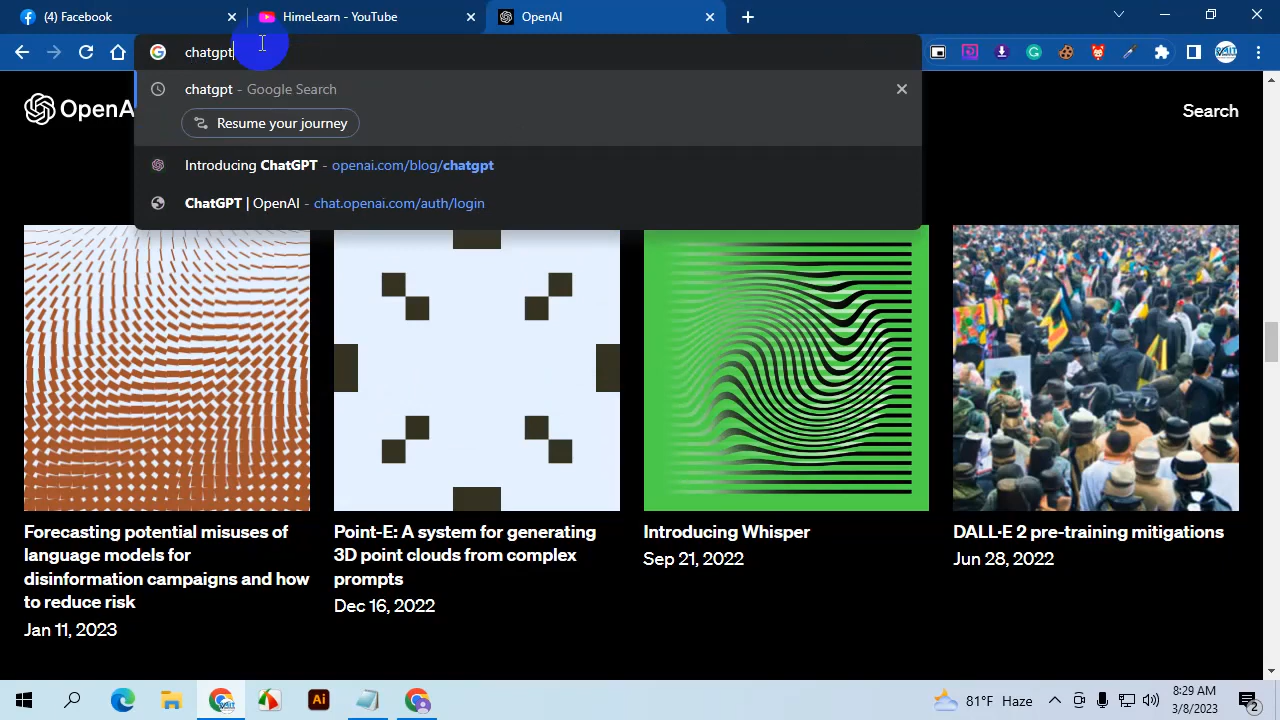 (4) Facebook
HimeLearn - YouTube
OpenAI
chatgpt
chatgpt - Google Search
Resume your journey
Introducing ChatGPT - openai.com/blog/chatgpt
ChatGPT | OpenAI - chat.openai.com/auth/login
OpenA
Search
Forecasting potential misuses of
language models for
disinformation campaigns and how
to reduce risk
Jan 11, 2023
Point-E: A system for generating
3D point clouds from complex
prompts
Dec 16, 2022
Introducing Whisper
Sep 21, 2022
DALL·E 2 pre-training mitigations
Jun 28, 2022
Ai
81°F Haze
8:29 AM
3/8/2023
2